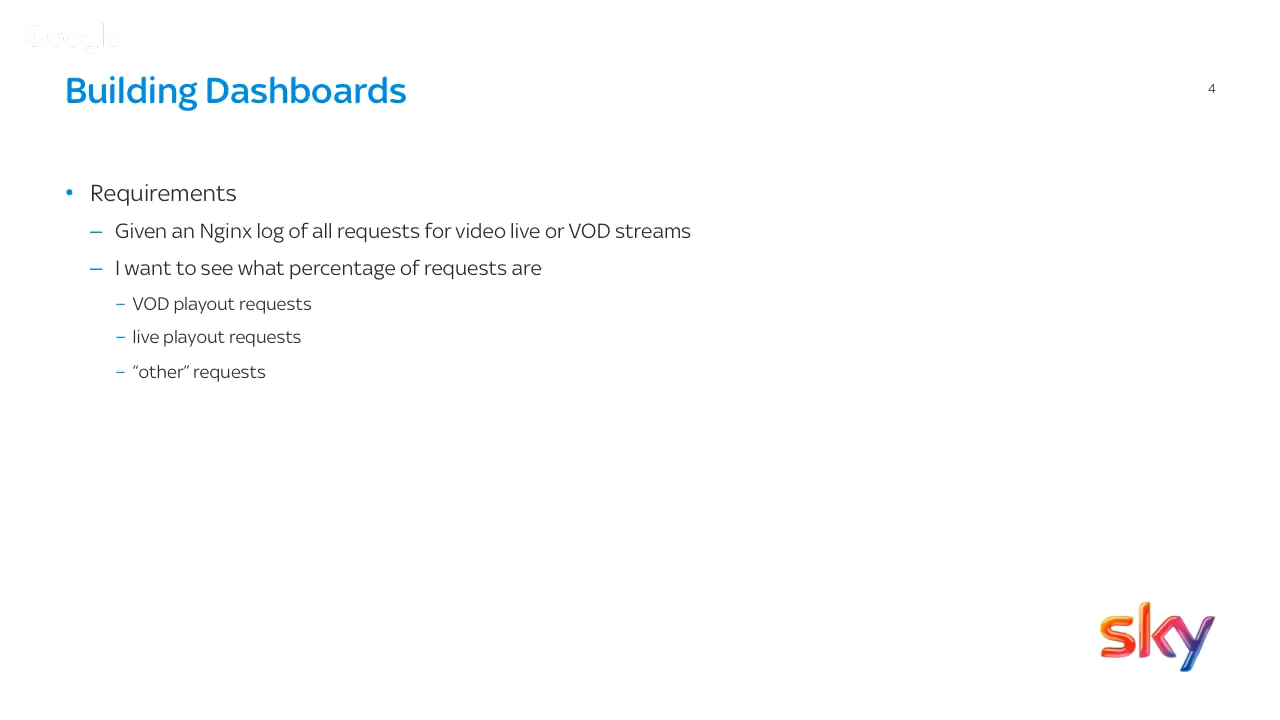 Google
Building Dashboards
4
• Requirements
– Given an Nginx log of all requests for video live or VOD streams
– I want to see what percentage of requests are
– VOD playout requests
– live playout requests
– “other” requests
sky